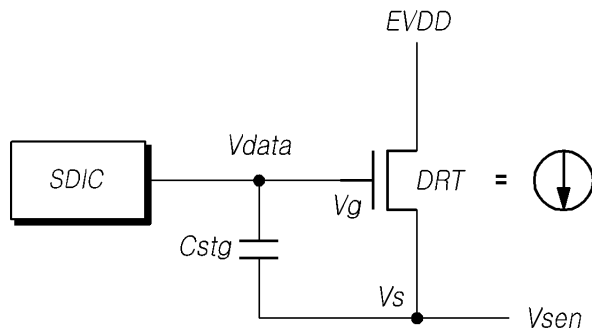 EVDD
Vdata
SDIC
DRT
=
Vg
Cstg
Vs
Vsen